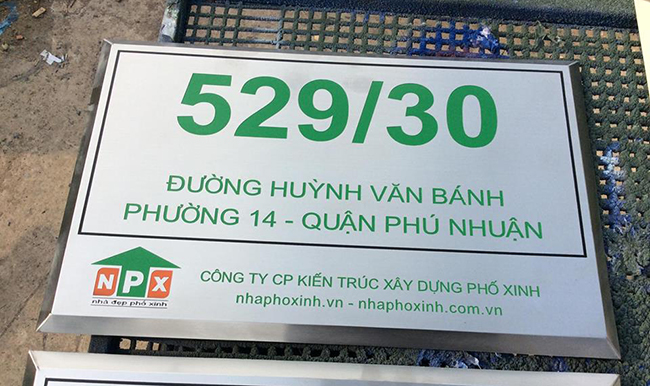 529/30
ĐƯỜNG HUỲNH VĂN BÁNH
PHƯỜNG 14 - QUẬN PHÚ NHUẬN
NPX
nhà đẹp phố xinh
CÔNG TY CP KIẾN TRÚC XÂY DỰNG PHỐ XINH
nhaphoxinh.vn - nhaphoxinh.com.vn